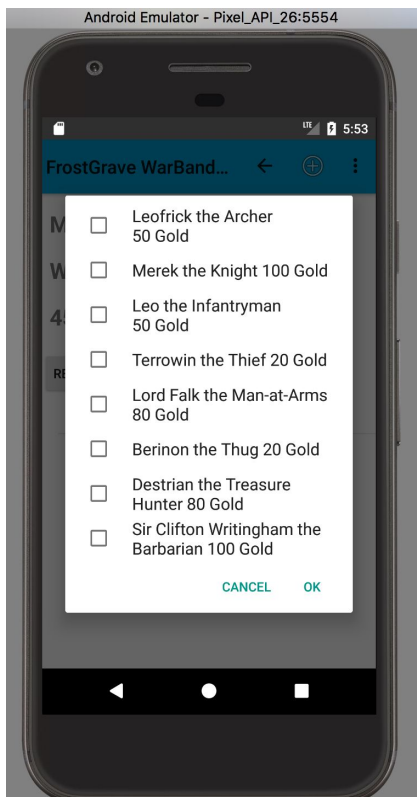 Android Emulator - Pixel_API_26:5554
LTE 5:53
FrostGrave WarBand...
M
W
45
RE
Leofrick the Archer
50 Gold
Merek the Knight 100 Gold
Leo the Infantryman
50 Gold
Terrowin the Thief 20 Gold
Lord Falk the Man-at-Arms
80 Gold
Berinon the Thug 20 Gold
Destrian the Treasure
Hunter 80 Gold
Sir Clifton Writingham the
Barbarian 100 Gold
CANCEL OK